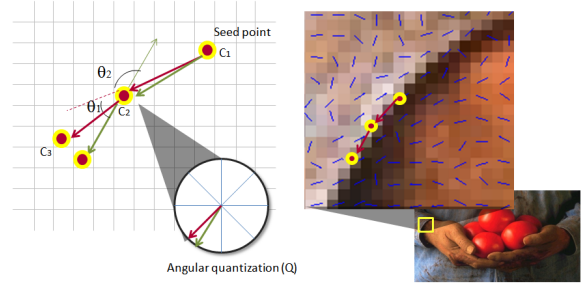 Seed point
C1
θ2
C2
θ1
C3
Angular quantization (Q)